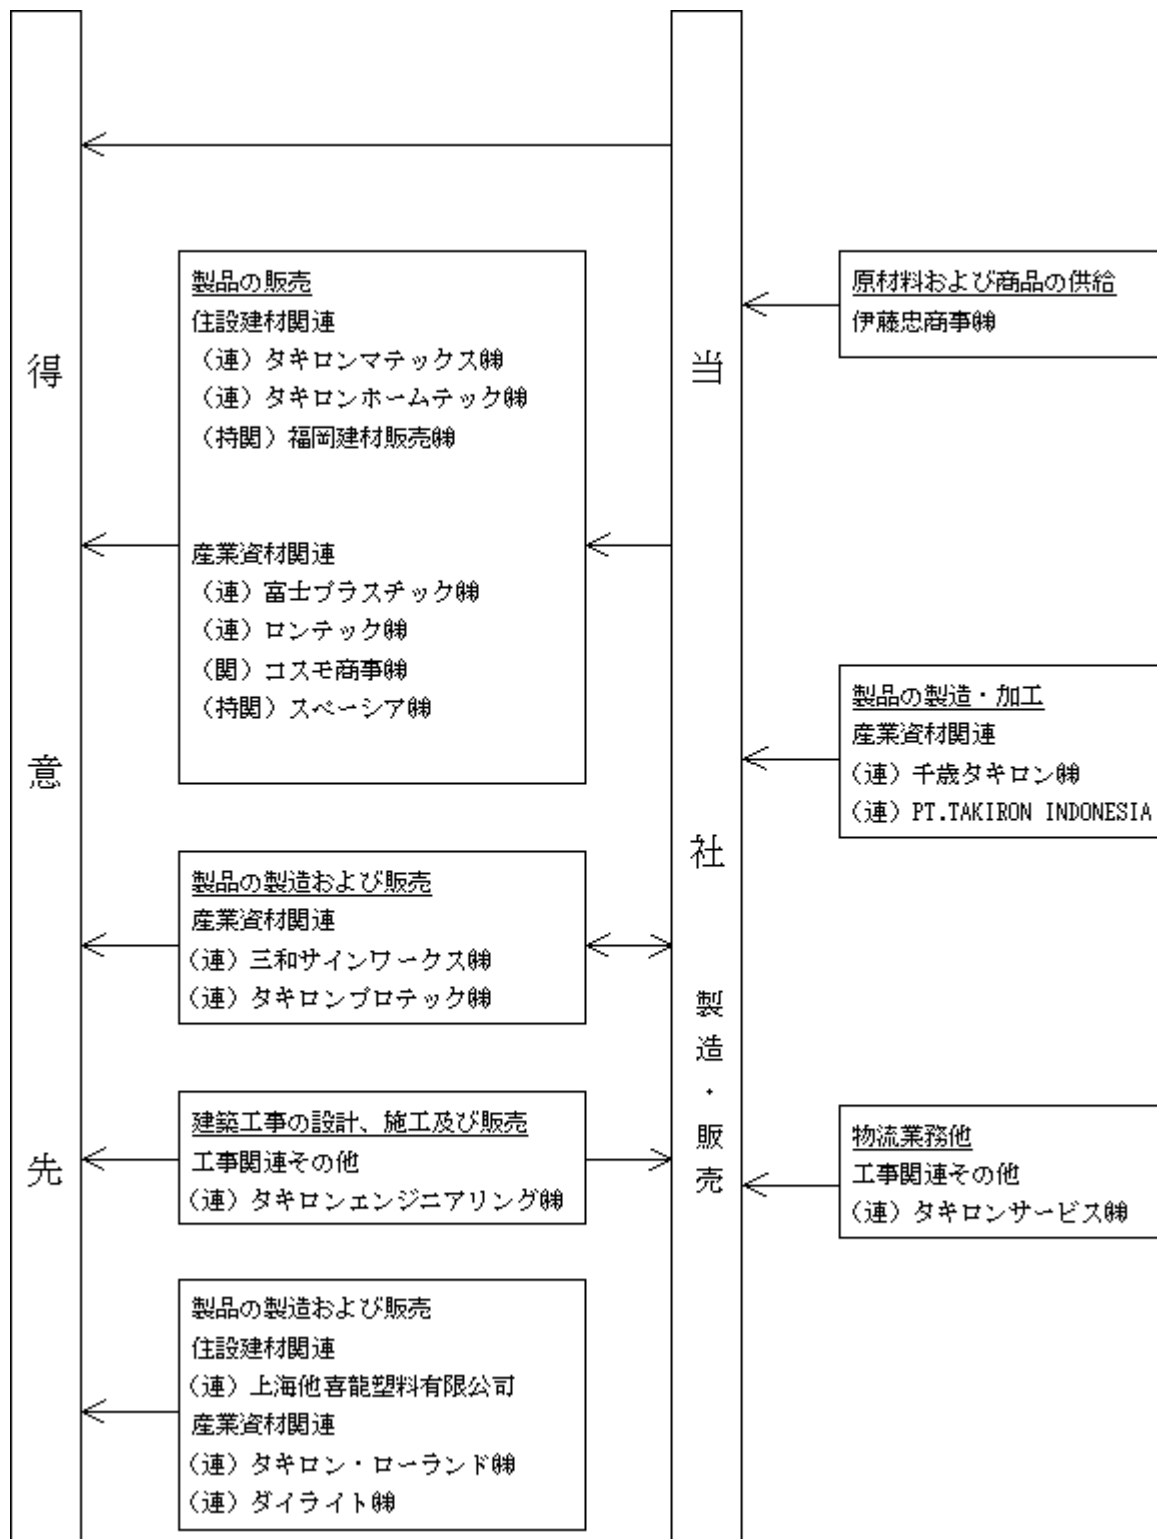 得意先
製品の販売
住設建材関連
（連）タキロンマテックス㈱
（連）タキロンホームテック㈱
（持関）福岡建材販売㈱
産業資材関連
（連）富士プラスチック㈱
（連）ロンテック㈱
（関）コスモ商事㈱
（持関）スペーシア㈱
製品の製造および販売
産業資材関連
（連）三和サインワークス㈱
（連）タキロンプロテック㈱
建築工事の設計、施工及び販売
工事関連その他
（連）タキロンエンジニアリング㈱
製品の製造および販売
住設建材関連
（連）上海他喜龍塑料有限公司
産業資材関連
（連）タキロン・ローランド㈱
（連）ダイライト㈱
当社
製造・販売
原材料および商品の供給
伊藤忠商事㈱
製品の製造・加工
産業資材関連
（連）千歳タキロン㈱
（連）PT.TAKIRON INDONESIA
物流業務他
工事関連その他
（連）タキロンサービス㈱